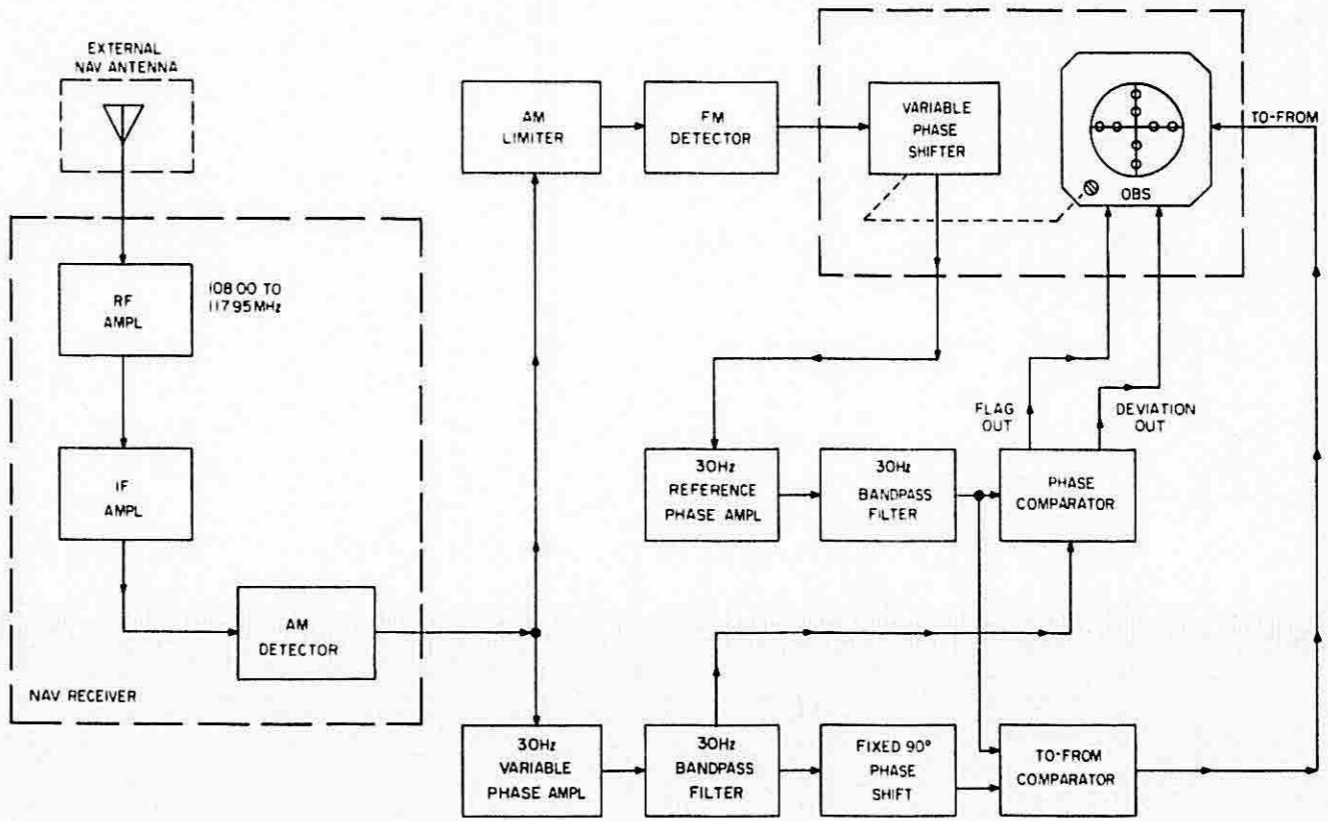 EXTERNAL
NAV ANTENNA
RF
AMPL
108.00 TO
117.95 MHz
IF
AMPL
AM
DETECTOR
NAV RECEIVER
AM
LIMITER
FM
DETECTOR
VARIABLE
PHASE
SHIFTER
OBS
TO-FROM
FLAG
OUT
DEVIATION
OUT
30Hz
REFERENCE
PHASE AMPL
30Hz
BANDPASS
FILTER
PHASE
COMPARATOR
30Hz
VARIABLE
PHASE AMPL
30Hz
BANDPASS
FILTER
FIXED 90°
PHASE
SHIFT
TO-FROM
COMPARATOR